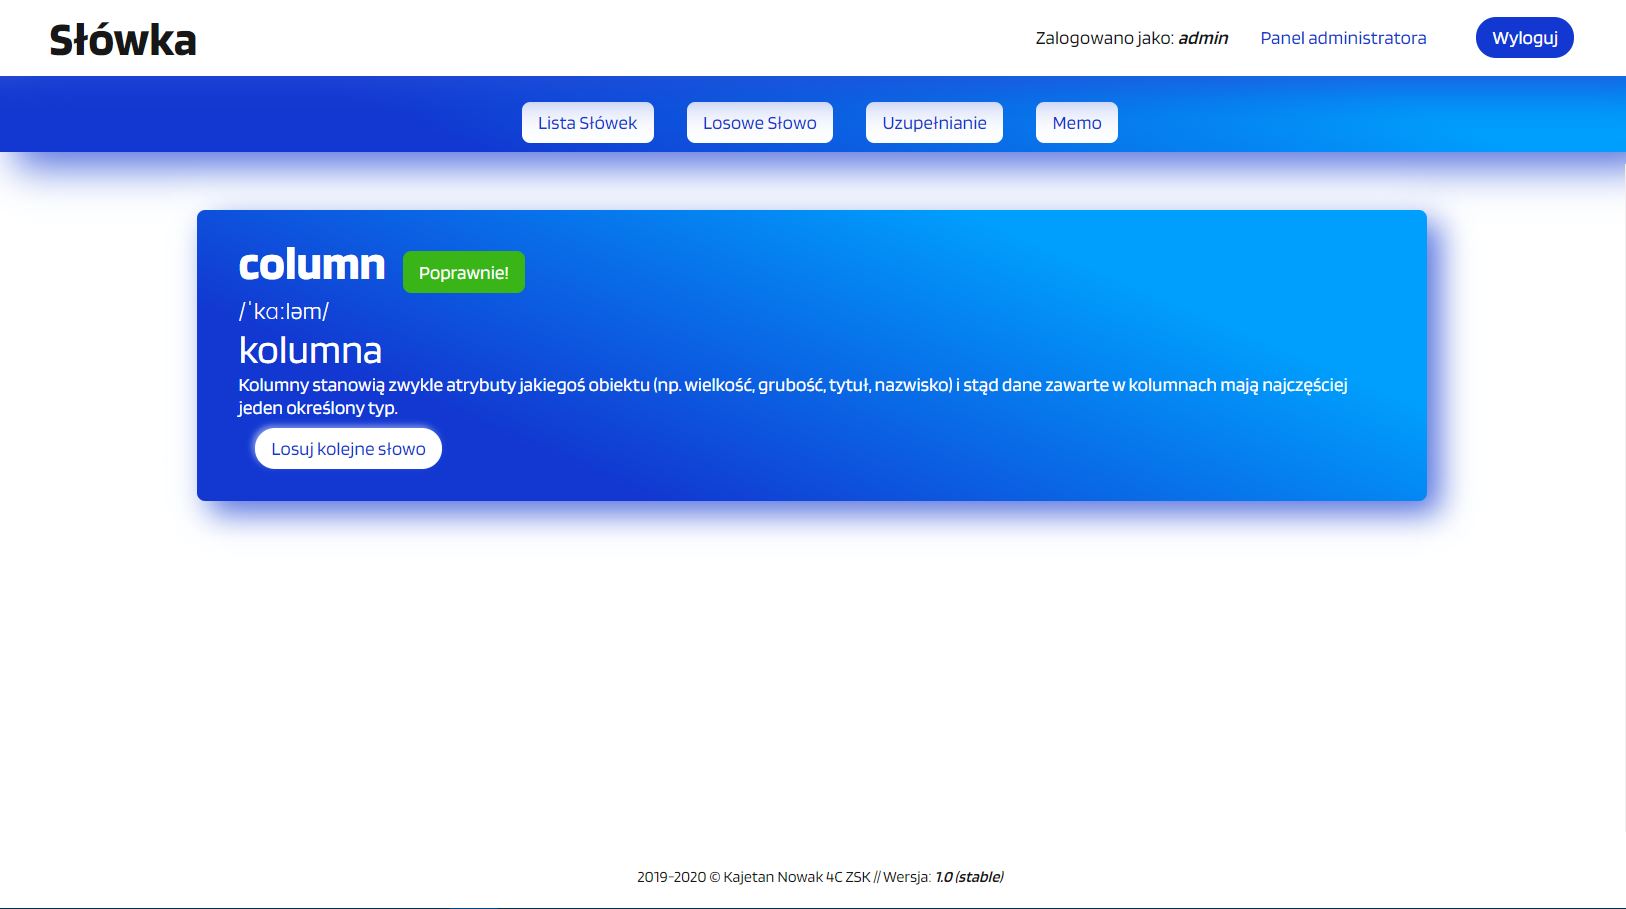 Słówka
Zalogowano jako: admin
Panel administratora
Wyloguj
Lista Słówek
Losowe Słowo
Uzupełnianie
Memo
column
Poprawnie!
/ˈkɑːləm/
kolumna
Kolumny stanowią zwykle atrybuty jakiegoś obiektu (np. wielkość, grubość, tytuł, nazwisko) i stąd dane zawarte w kolumnach mają najczęściej
jeden określony typ.
Losuj kolejne słowo
2019-2020 © Kajetan Nowak 4C ZSK // Wersja: 1.0 (stable)